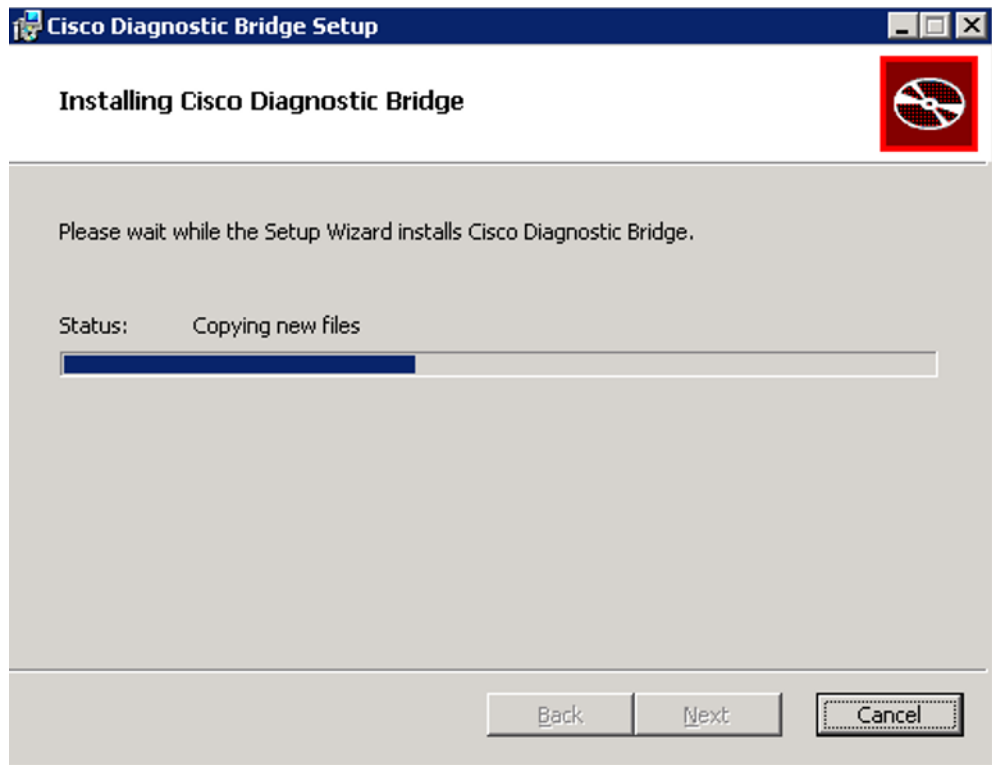 Cisco Diagnostic Bridge Setup
Installing Cisco Diagnostic Bridge
Please wait while the Setup Wizard installs Cisco Diagnostic Bridge.
Status: Copying new files
Back Next Cancel